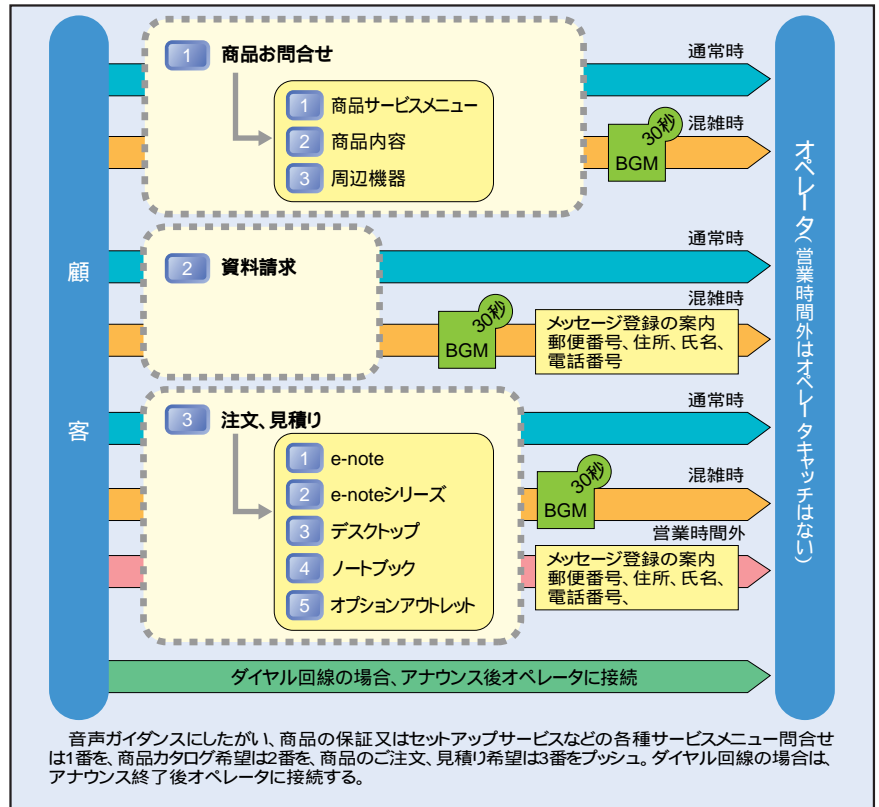 顧客
1 商品お問合せ
1 商品サービスメニュー
2 商品内容
3 周辺機器
通常時
混雑時
BGM 30秒
2 資料請求
通常時
混雑時
BGM 30秒
メッセージ登録の案内
郵便番号、住所、氏名、
電話番号
3 注文、見積り
1 e-note
2 e-noteシリーズ
3 デスクトップ
4 ノートブック
5 オプションアウトレット
通常時
混雑時
BGM 30秒
営業時間外
メッセージ登録の案内
郵便番号、住所、氏名、
電話番号、
ダイヤル回線の場合、アナウンス後オペレータに接続
オペレータ(営業時間外はオペレータキャッチはない)
音声ガイダンスにしたがい、商品の保証又はセットアップサービスなどの各種サービスメニュー問合せ
は1番を、商品カタログ希望は2番を、商品のご注文、見積り希望は3番をプッシュ。ダイヤル回線の場合は、
アナウンス終了後オペレータに接続する。